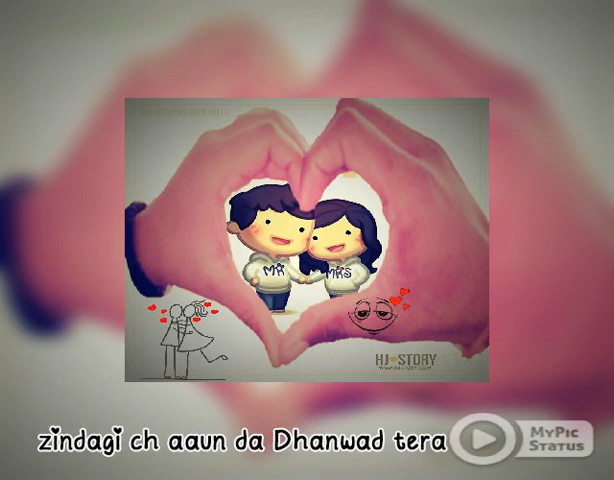 MR
MRS
HJ STORY
zindagi ch aaun da Dhanwad tera
MyPic
Status